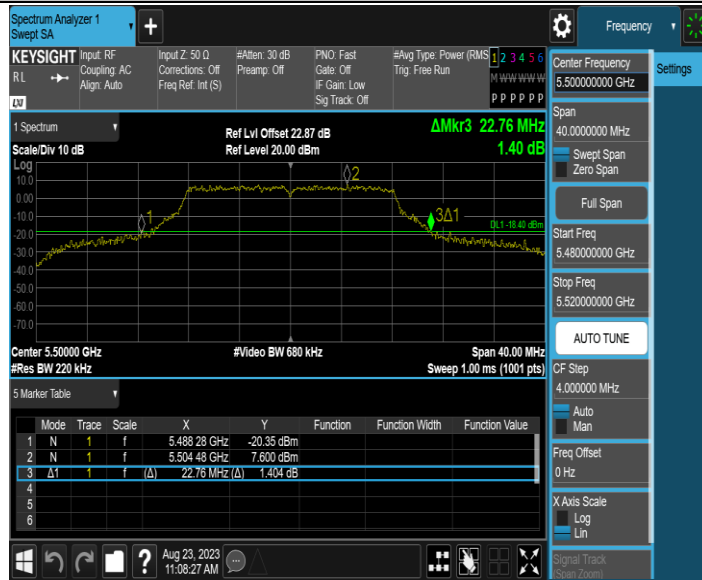 Spectrum Analyzer 1
Swept SA
+
Frequency
KEYSIGHT
RL
LXI
Input: RF
Coupling: AC
Align: Auto
Input Z: 50 Ω
Corrections: Off
Freq Ref: Int (S)
#Atten: 30 dB
Preamp: Off
PNO: Fast
Gate: Off
IF Gain: Low
Sig Track: Off
#Avg Type: Power (RMS
Trig: Free Run
1 2 3 4 5 6
M W W W W W
P P P P P P
1 Spectrum
Scale/Div 10 dB
Ref Lvl Offset 22.87 dB
Ref Level 20.00 dBm
ΔMkr3 22.76 MHz
1.40 dB
Log
10.0
0.00
-10.0
-20.0
-30.0
-40.0
-50.0
-60.0
-70.0
1
2
3Δ1
DL1 -18.40 dBm
Center 5.50000 GHz
#Res BW 220 kHz
#Video BW 680 kHz
Span 40.00 MHz
Sweep 1.00 ms (1001 pts)
5 Marker Table
Mode Trace Scale X Y Function Function Width Function Value
1 N 1 f 5.488 28 GHz -20.35 dBm
2 N 1 f 5.504 48 GHz 7.600 dBm
3 Δ1 1 f (Δ) 22.76 MHz (Δ) 1.404 dB
4
5
6
Aug 23, 2023
11:08:27 AM
?
Center Frequency
5.500000000 GHz
Settings
Span
40.0000000 MHz
Swept Span
Zero Span
Full Span
Start Freq
5.480000000 GHz
Stop Freq
5.520000000 GHz
AUTO TUNE
CF Step
4.000000 MHz
Auto
Man
Freq Offset
0 Hz
X Axis Scale
Log
Lin
Signal Track
(Span Zoom)